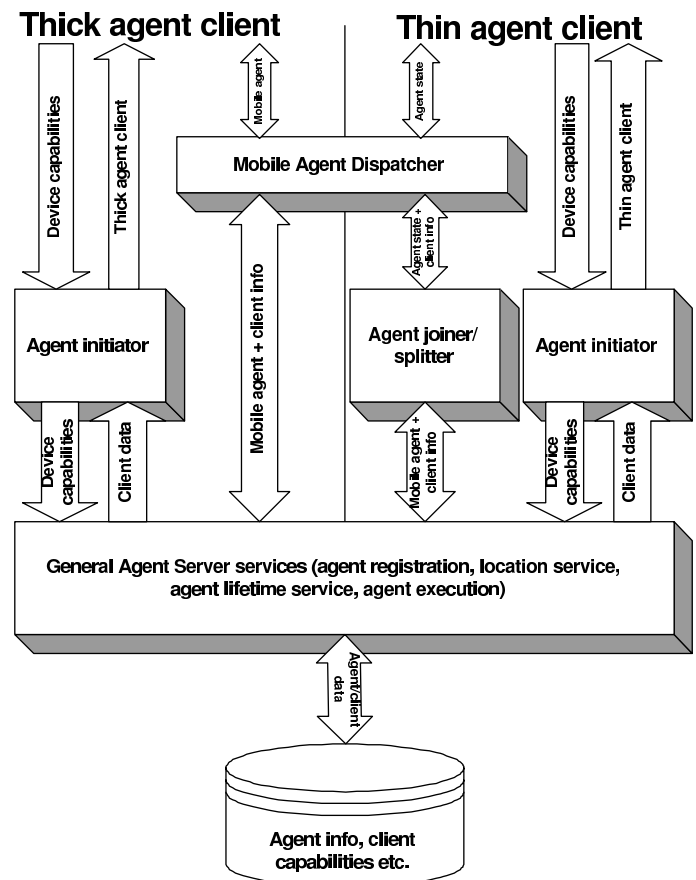 Thick agent client
Thin agent client
Device capabilities
Thick agent client
Mobile agent
Agent state
Device capabilities
Thin agent client
Mobile Agent Dispatcher
Mobile agent + client info
Agent state +
client info
Agent initiator
Agent joiner/
splitter
Agent initiator
Device
capabilities
Client data
Mobile agent +
client info
Device
capabilities
Client data
General Agent Server services (agent registration, location service,
agent lifetime service, agent execution)
Agent/client
data
Agent info, client
capabilities etc.